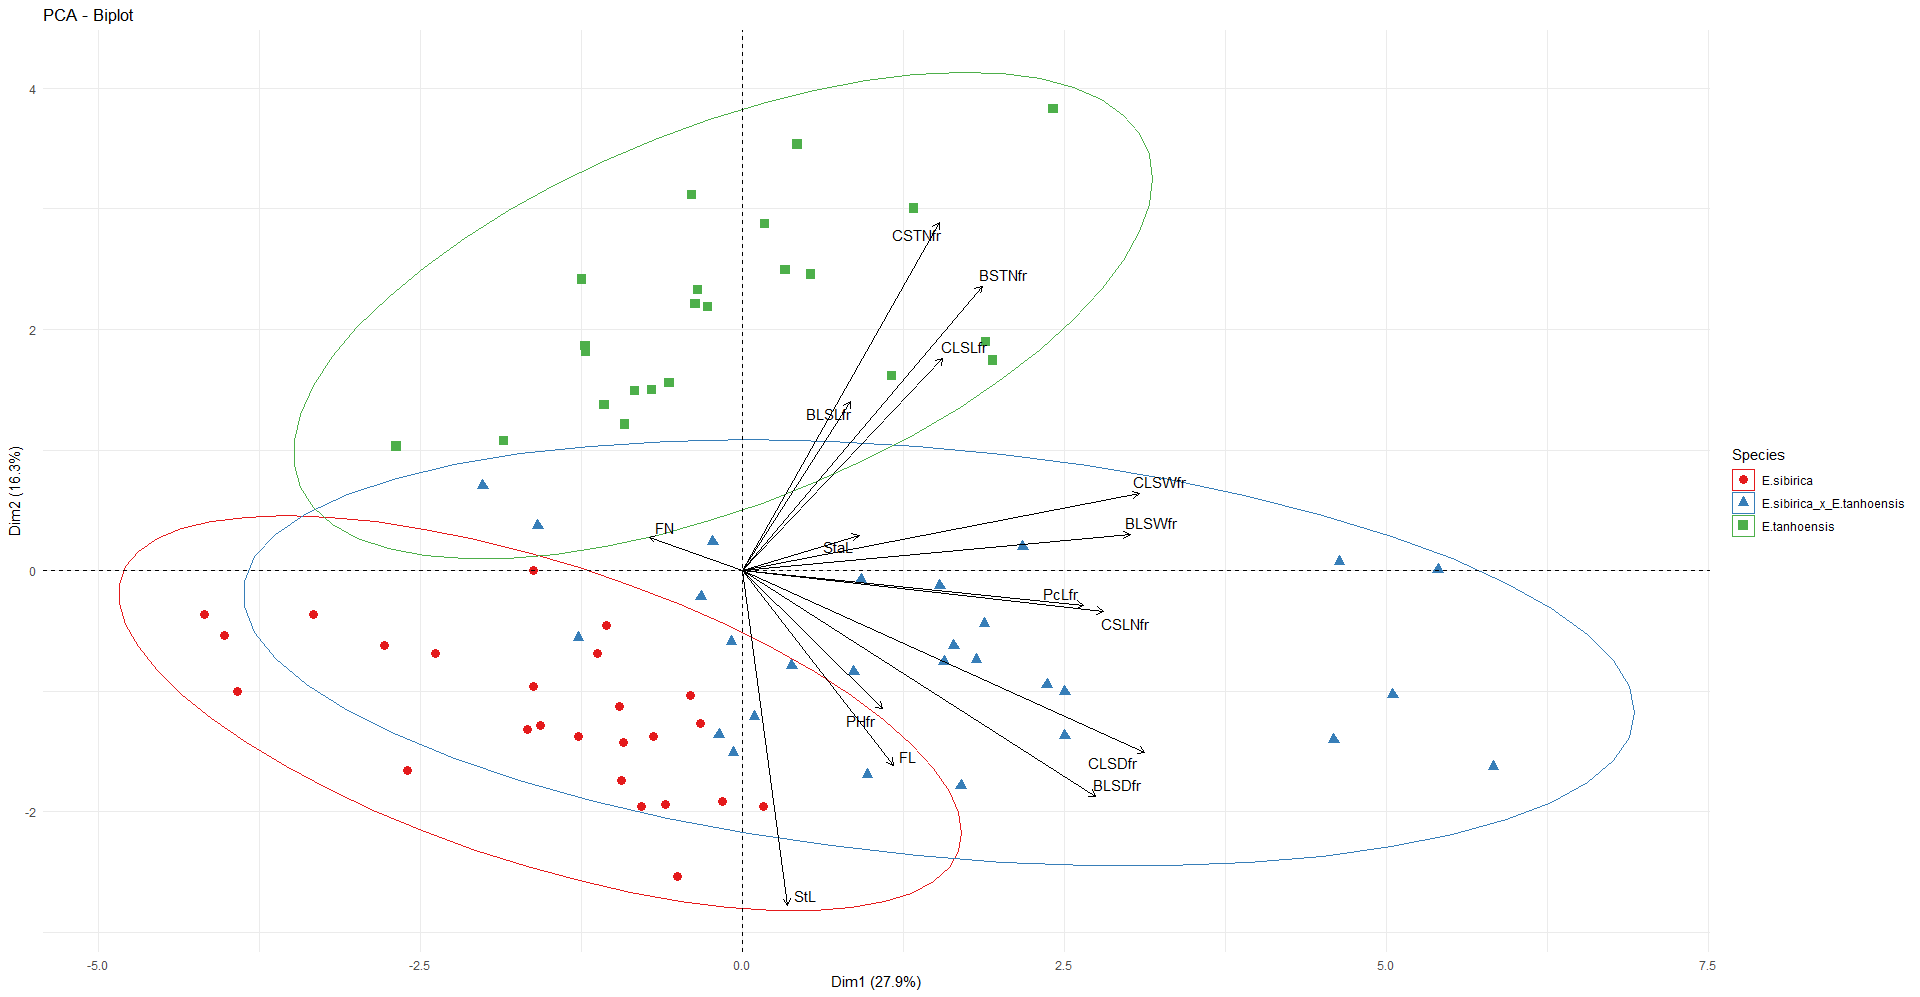 PCA - Biplot
4
2
0
-2
Dim2 (16.3%)
CSTNfr
BSTNfr
CLSLfr
BLSLfr
CLSWfr
BLSWfr
FN
StaL
PcLfr
CSLNfr
PHfr
FL
CLSDfr
BLSDfr
StL
-5.0
-2.5
0.0
2.5
5.0
7.5
Dim1 (27.9%)
Species
E.sibirica
E.sibirica_x_E.tanhoensis
E.tanhoensis